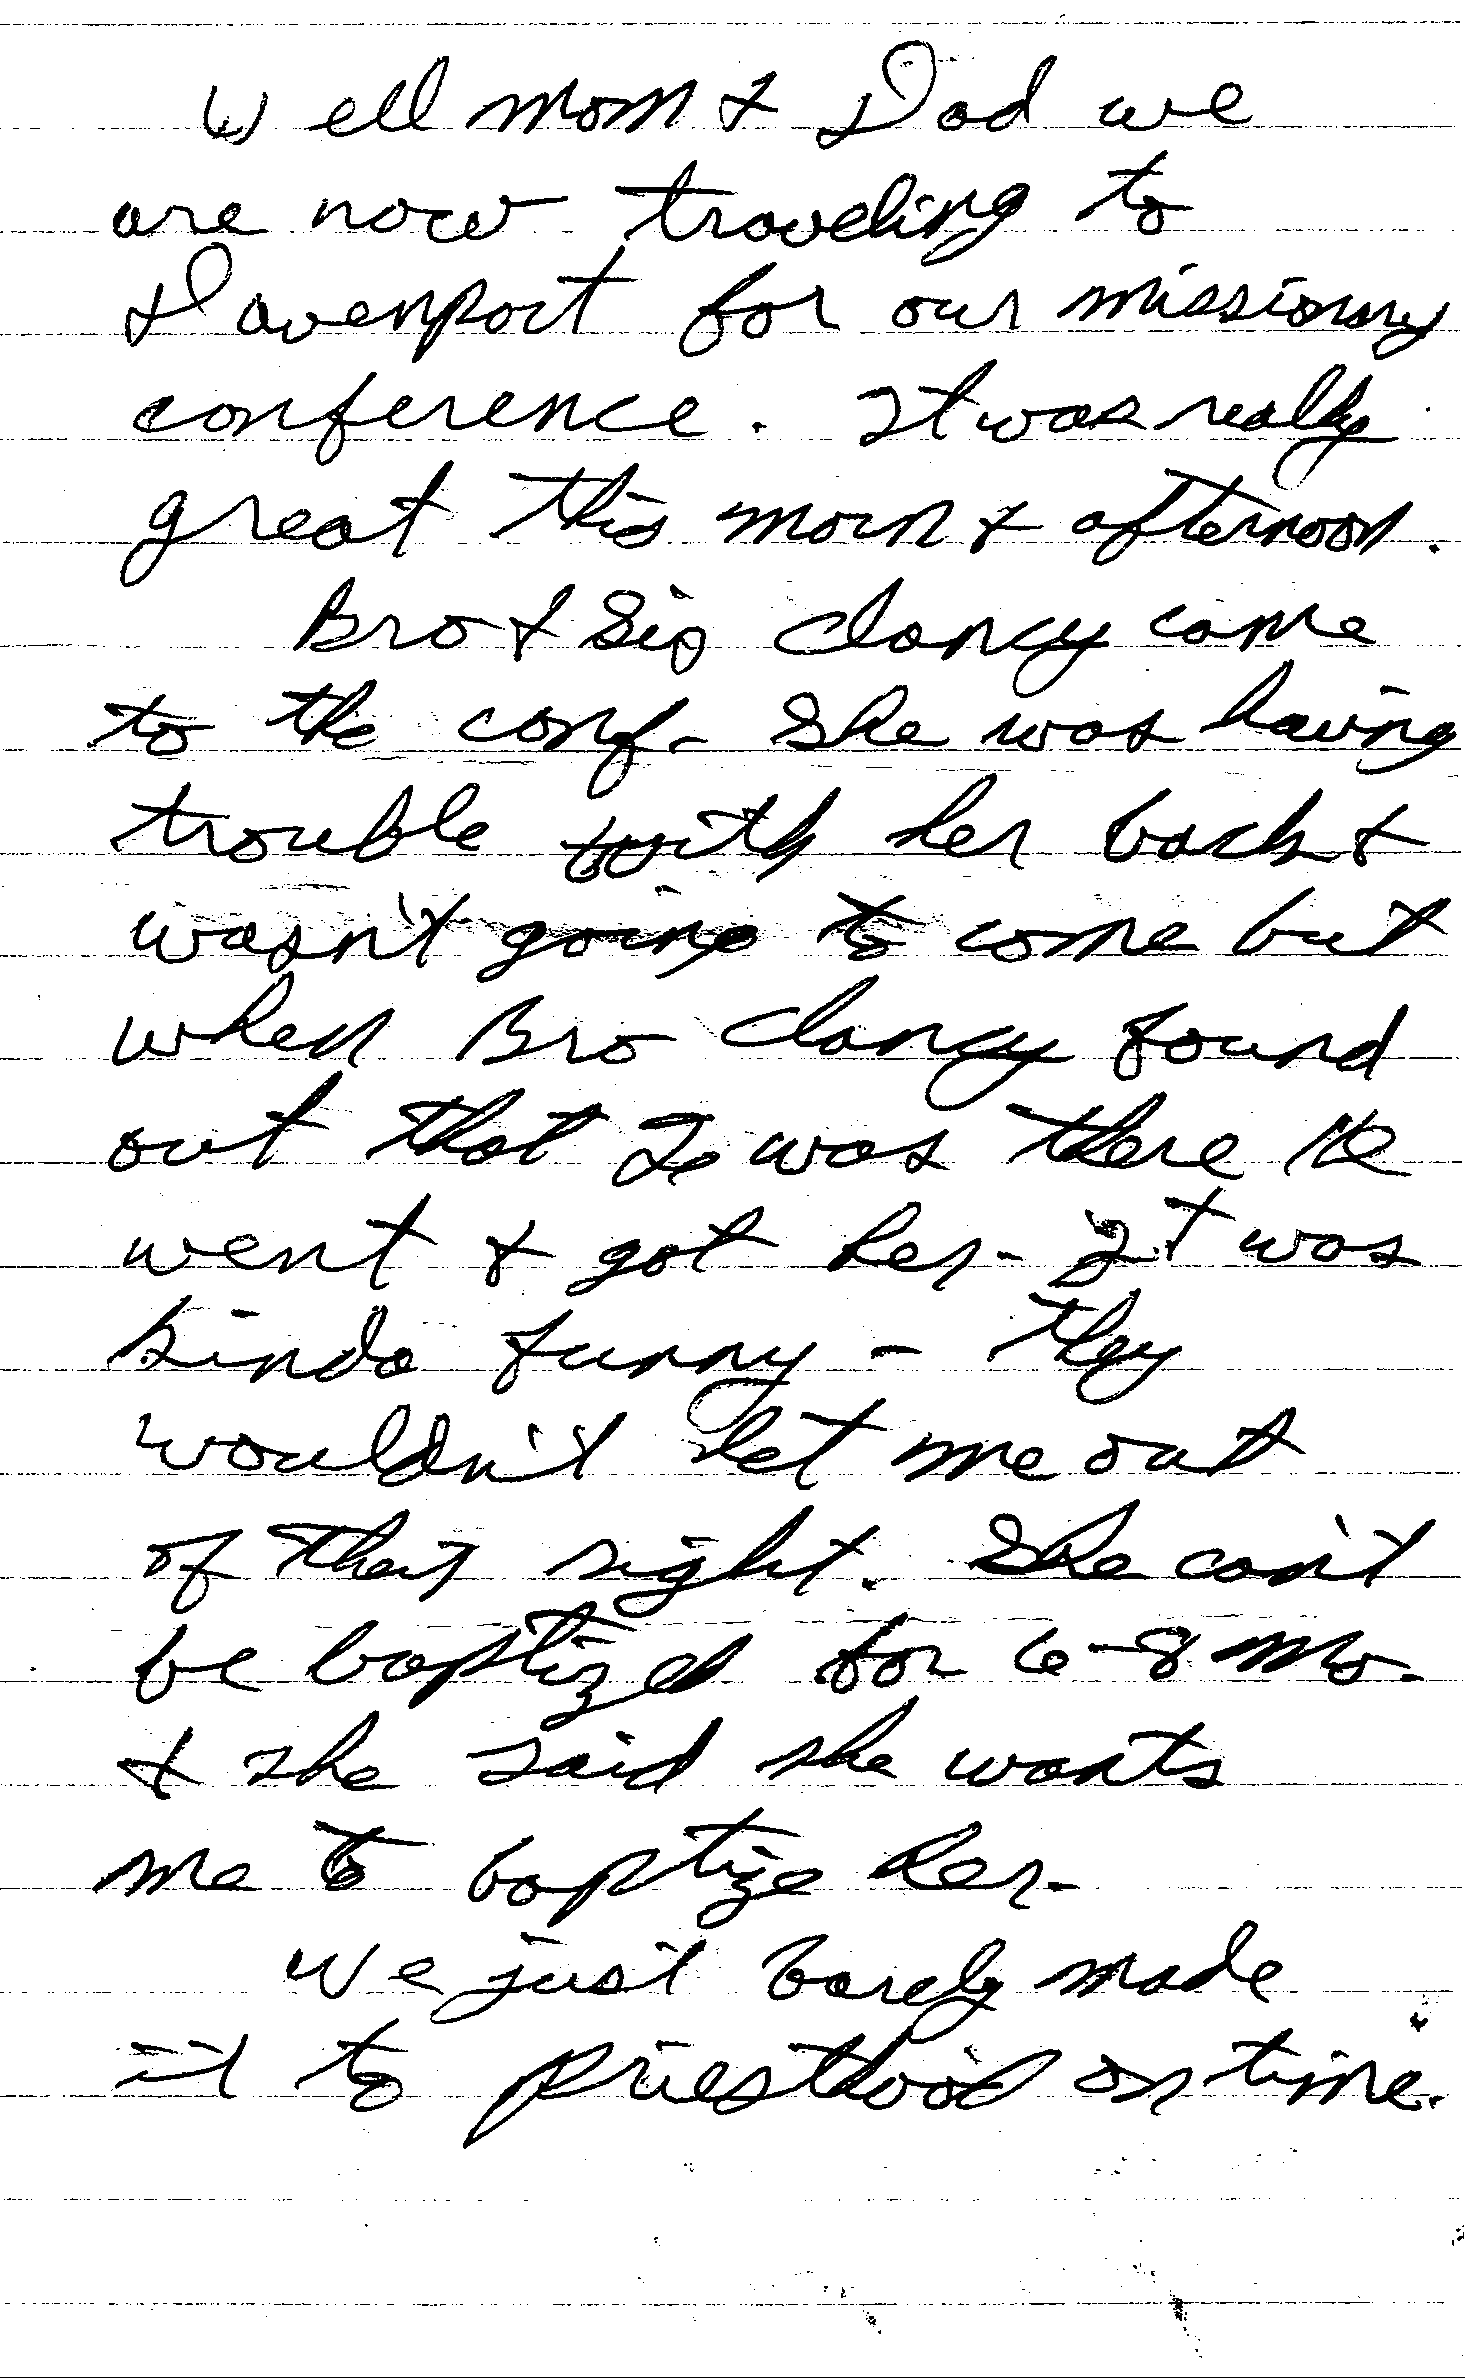 Well Mom & Dad we
are now traveling to
Davenport for our missionary
conference. It was really
great this morn & afternoon.
Bro & Sis Clancy came
to the conf. She was having
trouble with her back &
wasn't going to come but
when Bro Clancy found
out that I was there he
went & got her. It was
kinda funny - they
wouldn't let me out
of their sight. She can't
be baptized for 6-8 mo.
& she said she wants
me to baptize her.
We just barely made
it to priesthood on time.